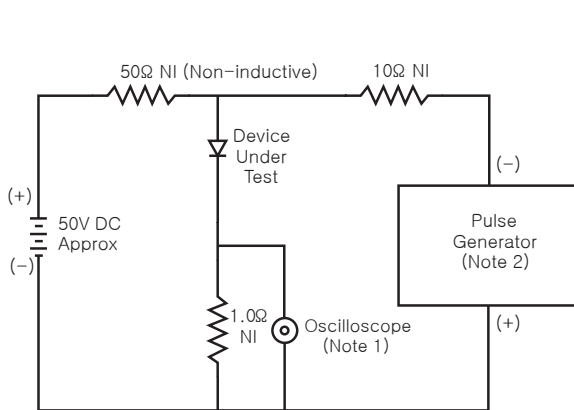 50Ω NI (Non-inductive)
10Ω NI
Device
Under
Test
(−)
(+)
50V DC
Approx
(−)
Pulse
Generator
(Note 2)
1.0Ω
NI
Oscilloscope
(Note 1)
(+)